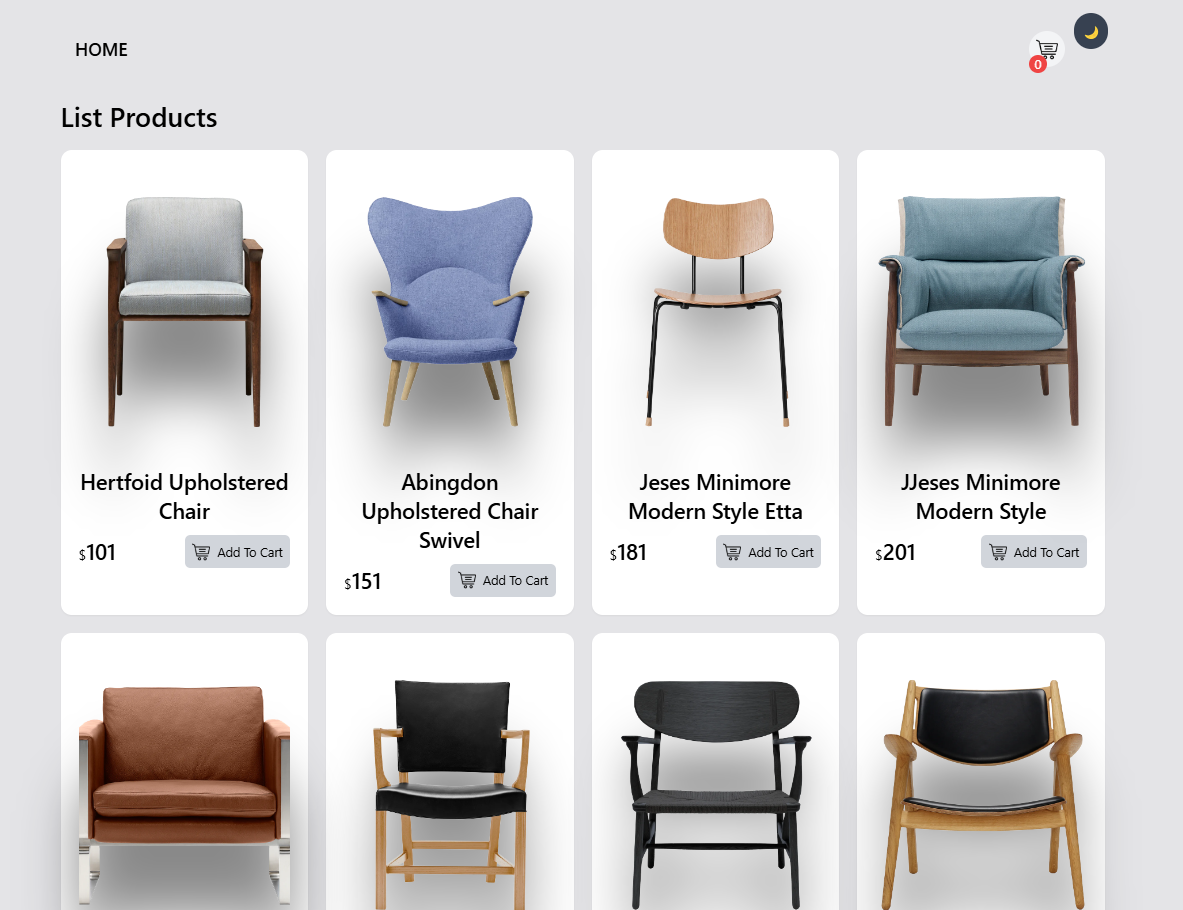 HOME
0
List Products
Hertfoid Upholstered
Chair
$101
Add To Cart
Abingdon
Upholstered Chair
Swivel
$151
Add To Cart
Jeses Minimore
Modern Style Etta
$181
Add To Cart
JJeses Minimore
Modern Style
$201
Add To Cart